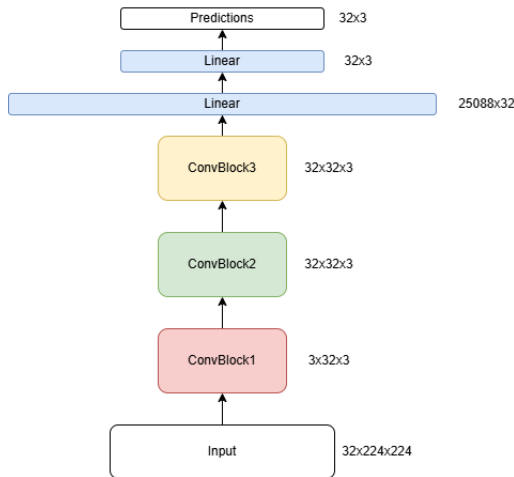 Predictions 32x3
Linear 32x3
Linear 25088x32
ConvBlock3 32x32x3
ConvBlock2 32x32x3
ConvBlock1 3x32x3
Input 32x224x224